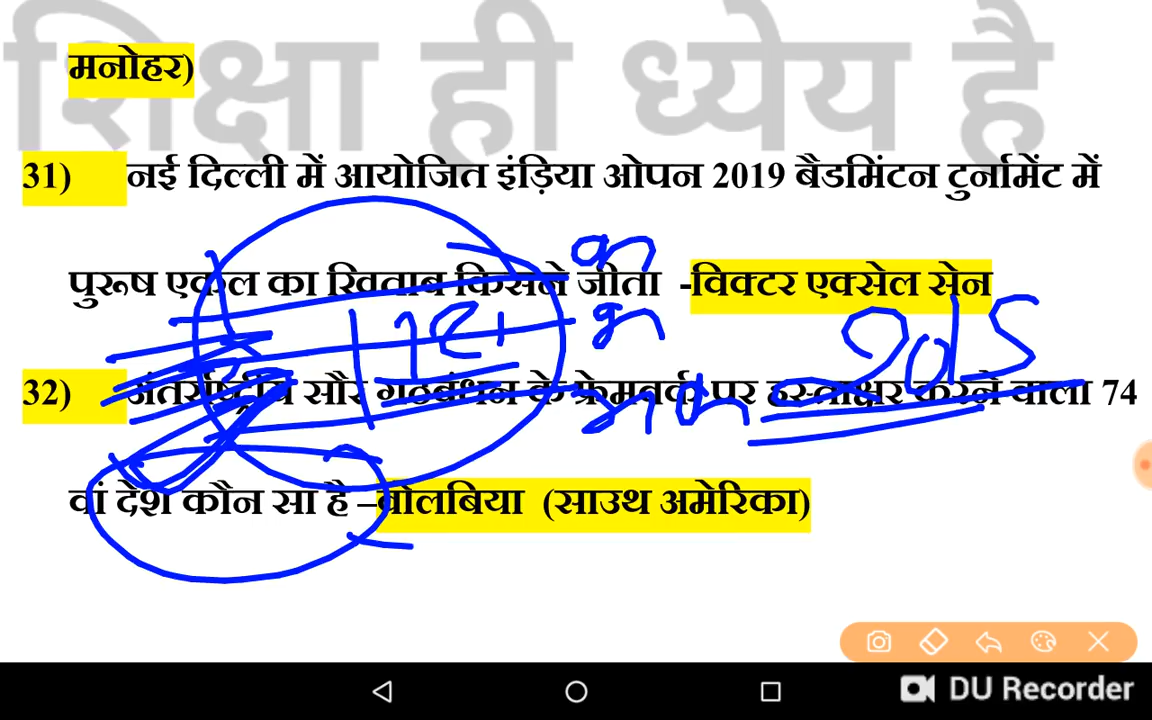 शिक्षा ही ध्येय है
मनोहर)
31) नई दिल्ली में आयोजित इंड़िया ओपन 2019 बैडमिंटन टुर्नामेंट में
पुरूष एकल का खिताब किसने जीता -विक्टर एक्सेल सेन
2015
32) अंतर्राष्ट्रीय सौर गठबंधन के फ्रेमवर्क पर हस्ताक्षर करने वाला 74
वां देश कौन सा है –बोलबिया (साउथ अमेरिका)
DU Recorder